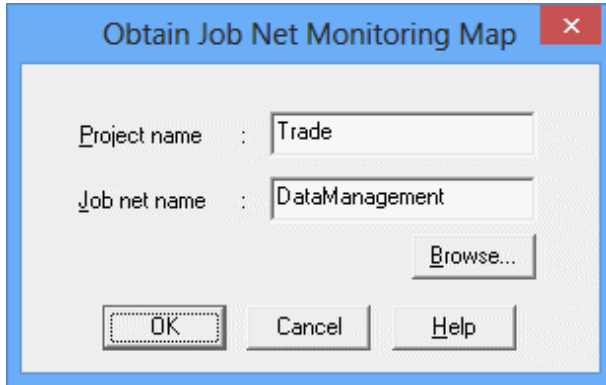 Obtain Job Net Monitoring Map
Project name : Trade
Job net name : DataManagement
Browse...
OK Cancel Help